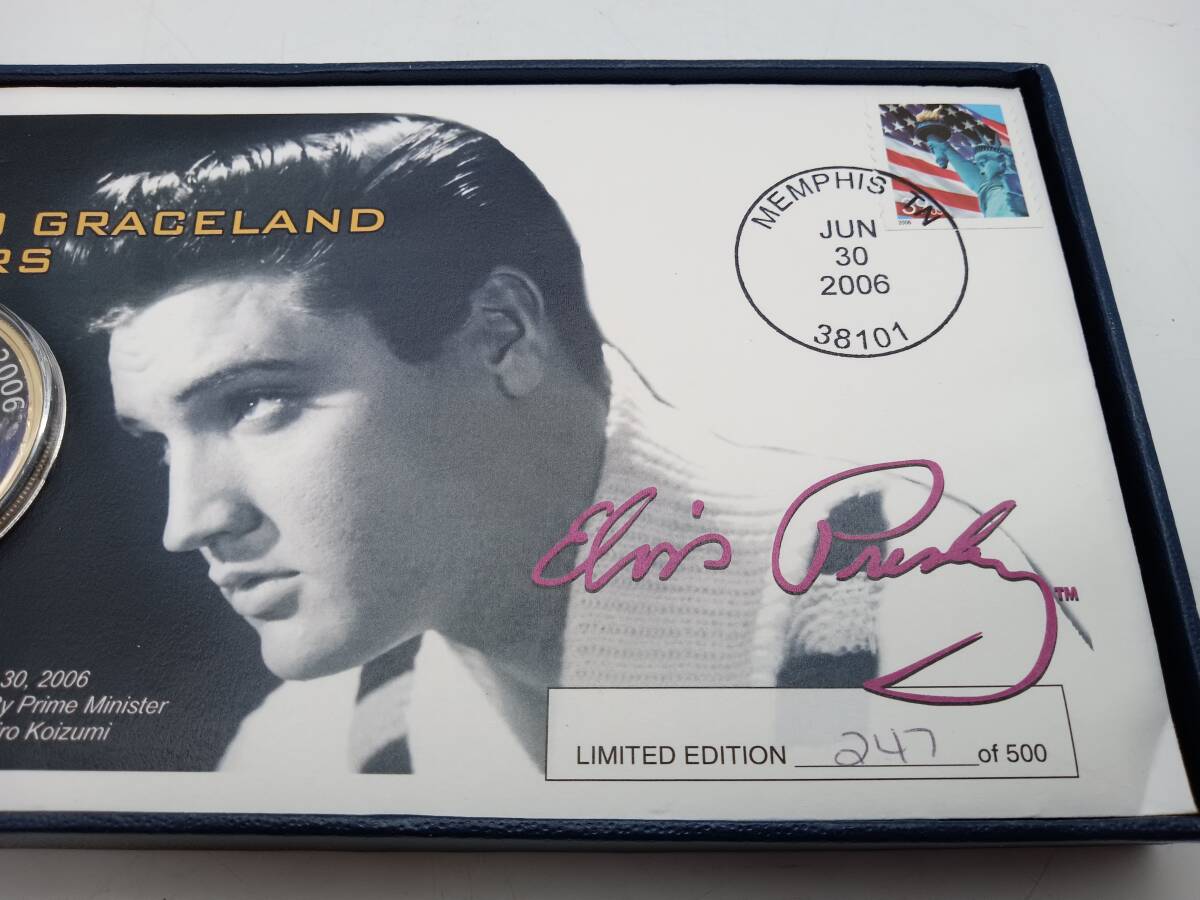 GRACELAND
RS
2006
MEMPHIS TN
JUN
30
2006
38101
2006
Elvis Presley TM
30, 2006
By Prime Minister
iro Koizumi
LIMITED EDITION 247 of 500